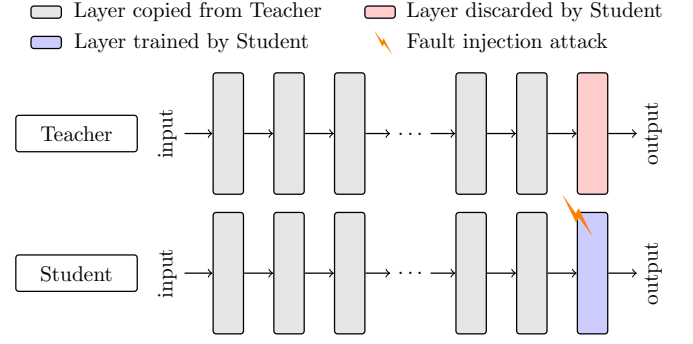 Layer copied from Teacher
Layer discarded by Student
Layer trained by Student
Fault injection attack
Teacher
input
...
output
Student
input
...
output